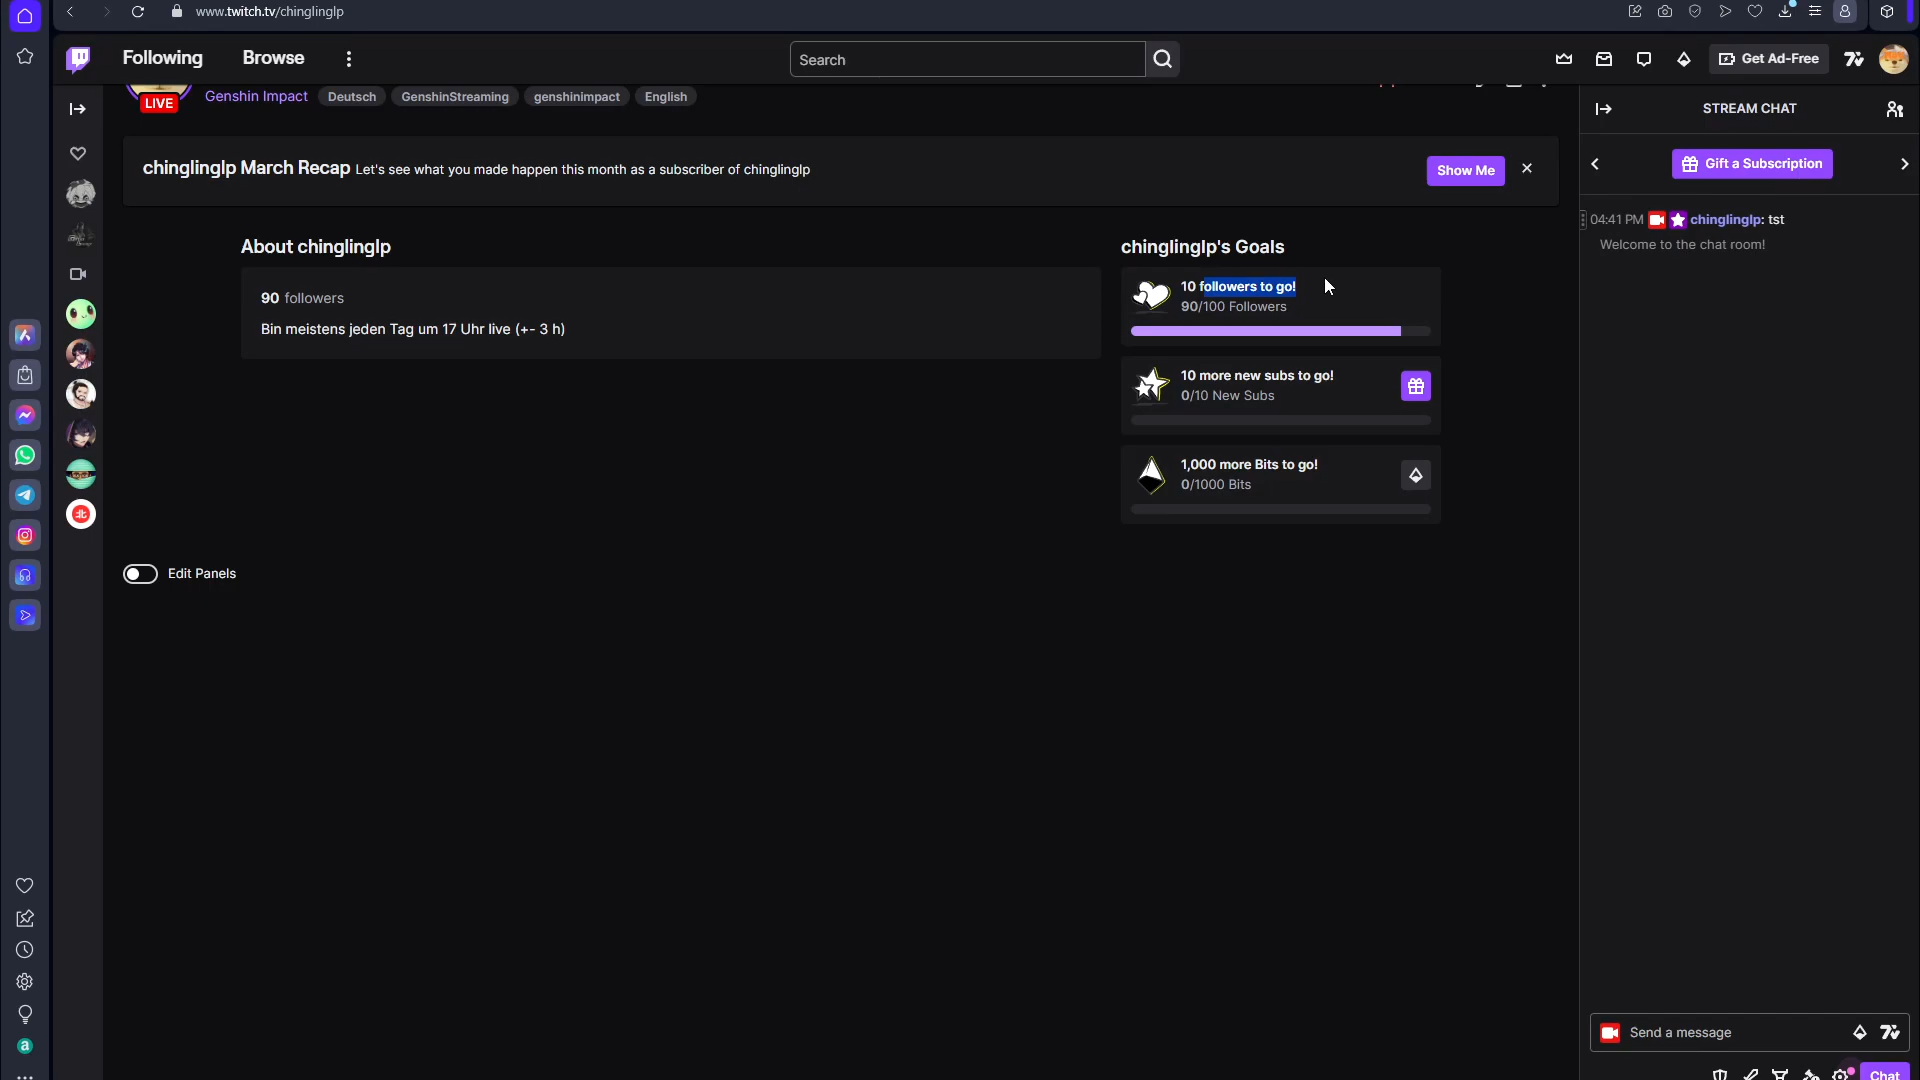 www.twitch.tv/chinglinglp
Following
Browse
Search
Get Ad-Free
LIVE
Genshin Impact
Deutsch
GenshinStreaming
genshinimpact
English
chinglinglp March Recap Let's see what you made happen this month as a subscriber of chinglinglp
Show Me
About chinglinglp
90 followers
Bin meistens jeden Tag um 17 Uhr live (+- 3 h)
chinglinglp's Goals
10 followers to go!
90/100 Followers
10 more new subs to go!
0/10 New Subs
1,000 more Bits to go!
0/1000 Bits
Edit Panels
STREAM CHAT
Gift a Subscription
04:41 PM chinglinglp: tst
Welcome to the chat room!
Send a message
Chat
a